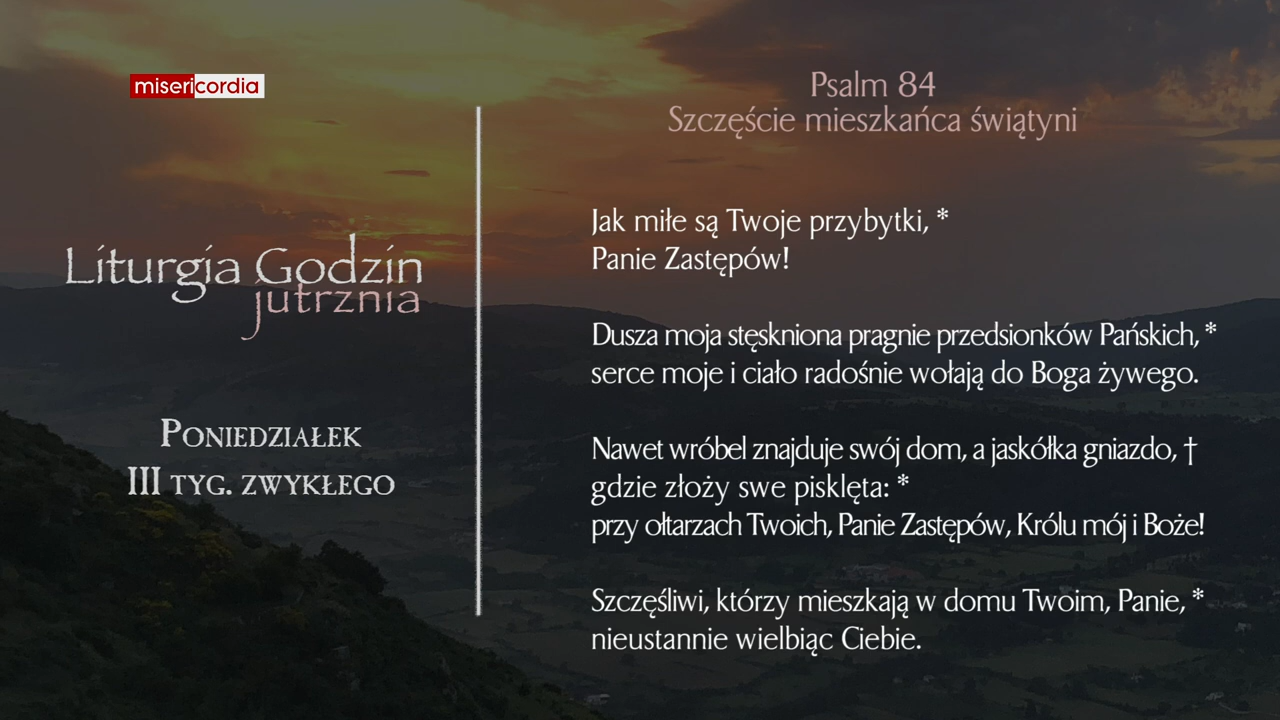 misericordia
Liturgia Godzin
jutrznia
Poniedziałek
III tyg. zwykłego
Psalm 84
Szczęście mieszkańca świątyni
Jak miłe są Twoje przybytki, *
Panie Zastępów!
Dusza moja stęskniona pragnie przedsionków Pańskich, *
serce moje i ciało radośnie wołają do Boga żywego.
Nawet wróbel znajduje swój dom, a jaskółka gniazdo, †
gdzie złoży swe pisklęta: *
przy ołtarzach Twoich, Panie Zastępów, Królu mój i Boże!
Szczęśliwi, którzy mieszkają w domu Twoim, Panie, *
nieustannie wielbiąc Ciebie.